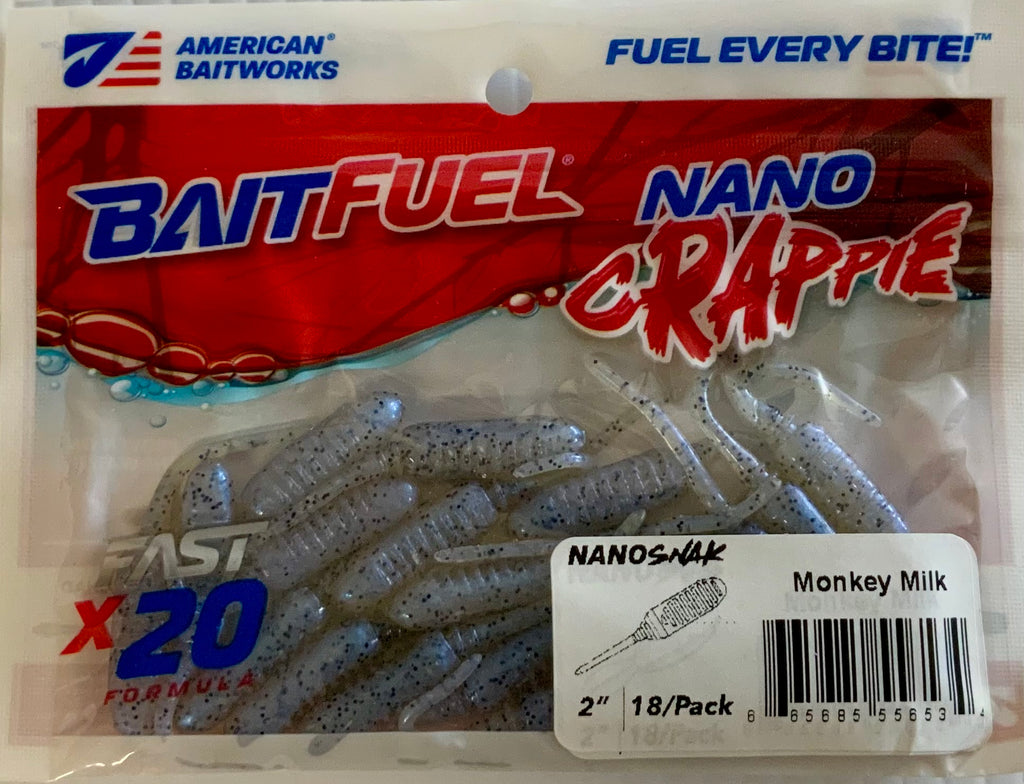 AMERICAN®
BAITWORKS
FUEL EVERY BITE!™
BAITFUEL®
NANO
CRAPPIE
FAST
X20
FORMULA
NANOSNAK
Monkey Milk
2" 18/Pack
6 65685 55653 4